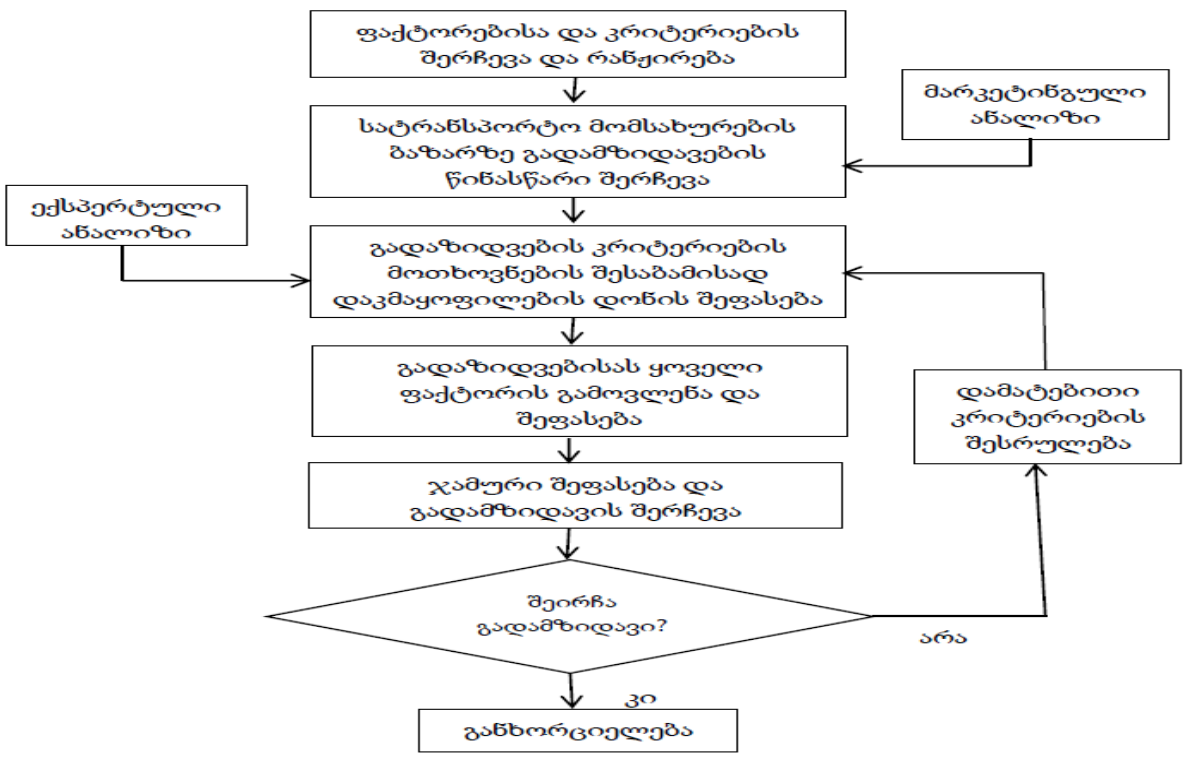 ფაქტორებისა და კრიტერიების
შერჩევა და რანჟირება
მარკეტინგული
ანალიზი
სატრანსპორტო მომსახურების
ბაზარზე გადამზიდავების
წინასწარი შერჩევა
ექსპერტული
ანალიზი
გადაზიდვების კრიტერიების
მოთხოვნების შესაბამისად
დაკმაყოფილების დონის შეფასება
გადაზიდვებისას ყოველი
ფაქტორის გამოვლენა და
შეფასება
დამატებითი
კრიტერიების
შესრულება
ჯამური შეფასება და
გადამზიდავის შერჩევა
შეირჩა
გადამზიდავი?
არა
კი
განხორციელება